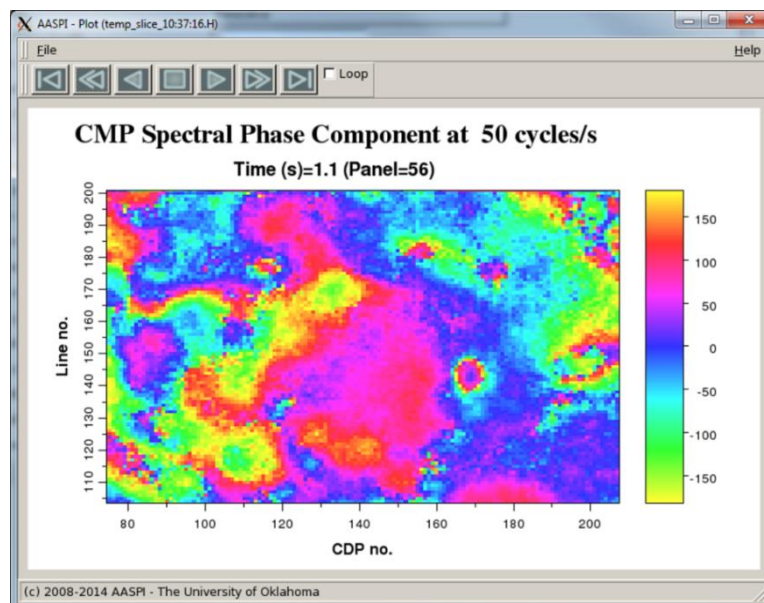 AASPI - Plot (temp_slice_10:37:16.H)
File Help
Loop
CMP Spectral Phase Component at 50 cycles/s
Time (s)=1.1 (Panel=56)
Line no.
200
190
180
170
160
150
140
130
120
110
80 100 120 140 160 180 200
CDP no.
150
100
50
0
-50
-100
-150
(c) 2008-2014 AASPI - The University of Oklahoma